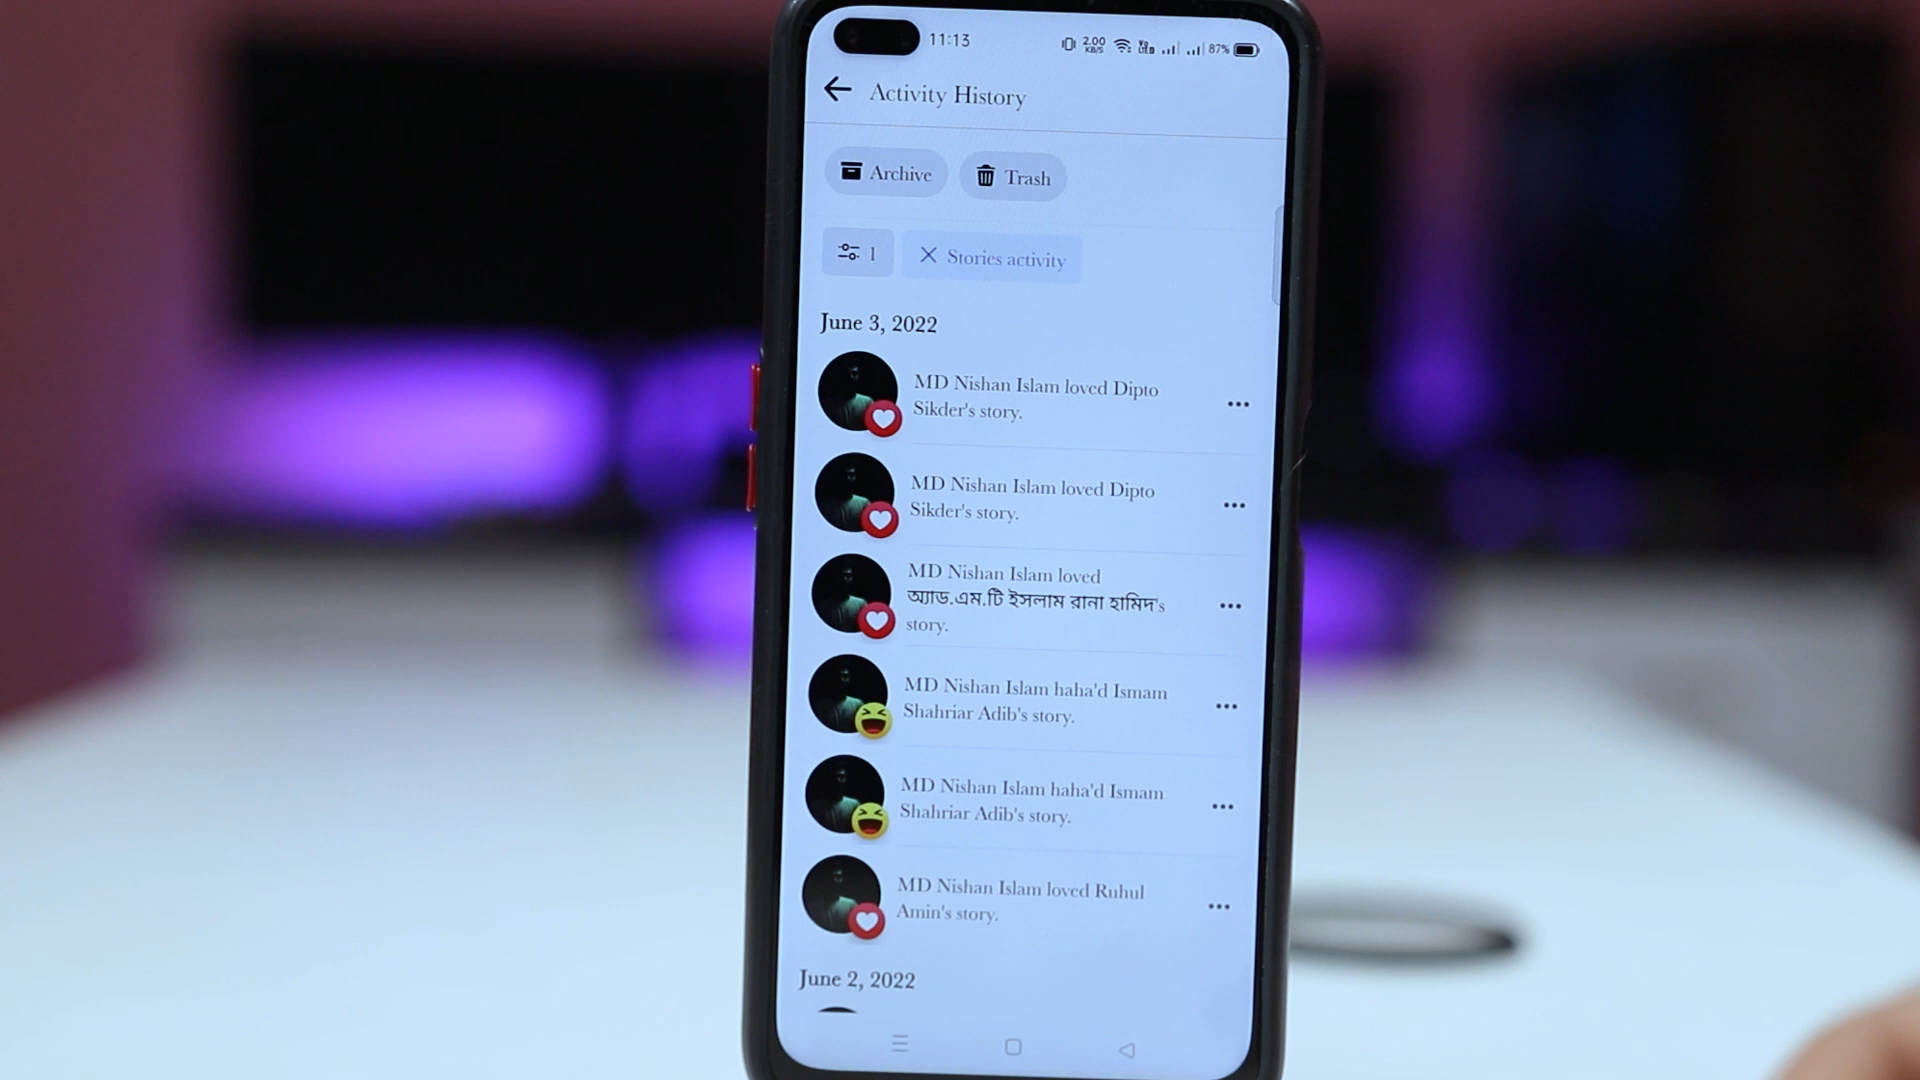 11:13
2.00
KB/S
87%
Activity History
Archive
Trash
1
Stories activity
June 3, 2022
MD Nishan Islam loved Dipto
Sikder's story.
MD Nishan Islam loved Dipto
Sikder's story.
MD Nishan Islam loved
অ্যাড.এম.টি ইসলাম রানা হামিদ's
story.
MD Nishan Islam haha'd Ismam
Shahriar Adib's story.
MD Nishan Islam haha'd Ismam
Shahriar Adib's story.
MD Nishan Islam loved Ruhul
Amin's story.
June 2, 2022